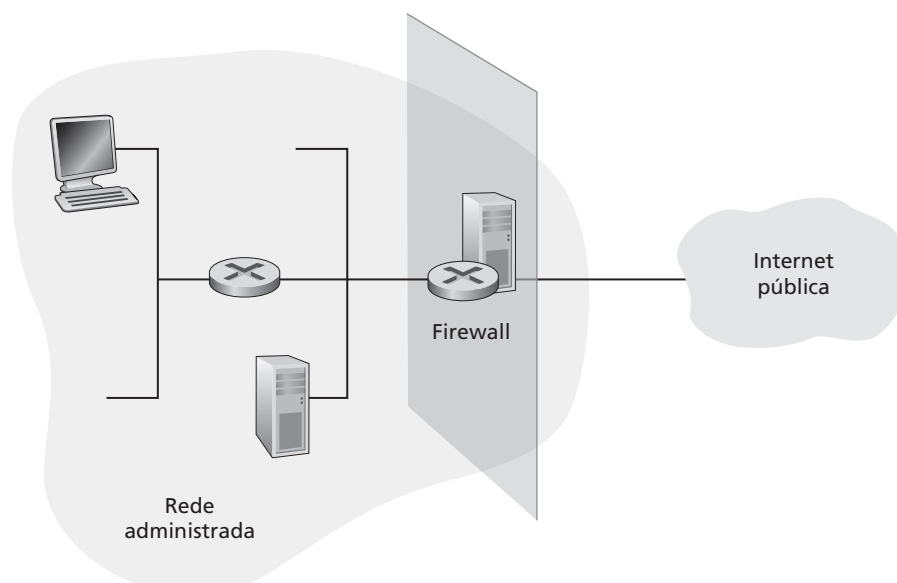 Internet
pública
Firewall
Rede
administrada